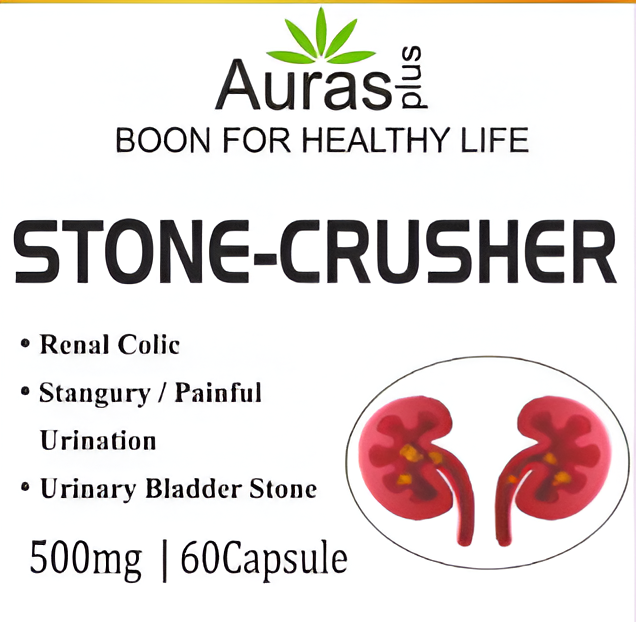 Auras plus
BOON FOR HEALTHY LIFE
STONE-CRUSHER
• Renal Colic
• Stangury / Painful
Urination
• Urinary Bladder Stone
500mg | 60Capsule